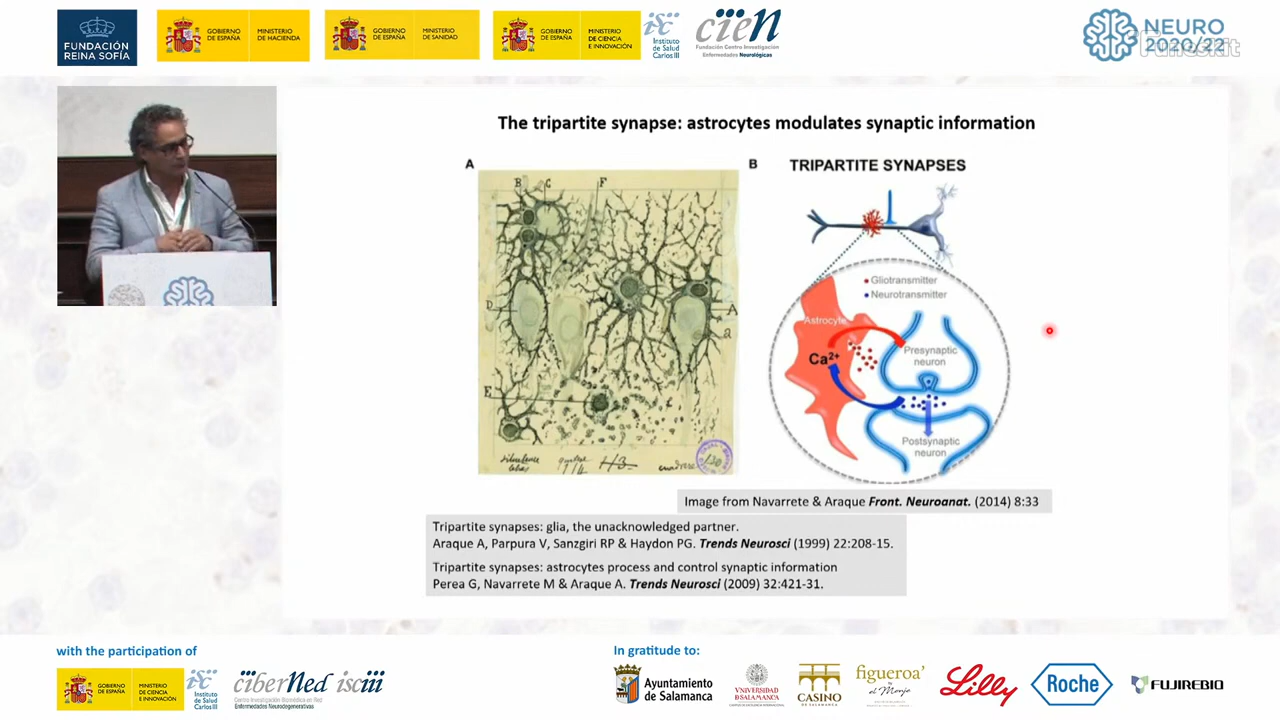 FUNDACIÓN
REINA SOFÍA
GOBIERNO
DE ESPAÑA
MINISTERIO
DE HACIENDA
GOBIERNO
DE ESPAÑA
MINISTERIO
DE SANIDAD
GOBIERNO
DE ESPAÑA
MINISTERIO
DE CIENCIA
E INNOVACIÓN
isc
Instituto
de Salud
Carlos III
cien
Fundación Centro Investigación
Enfermedades Neurológicas
NEURO
2020/22
The tripartite synapse: astrocytes modulates synaptic information
A
B
TRIPARTITE SYNAPSES
B C F
D
A
a
E
130
Gliotransmitter
Neurotransmitter
Astrocyte
Ca2+
Presynaptic
neuron
Postsynaptic
neuron
Image from Navarrete & Araque Front. Neuroanat. (2014) 8:33
Tripartite synapses: glia, the unacknowledged partner.
Araque A, Parpura V, Sanzgiri RP & Haydon PG. Trends Neurosci (1999) 22:208-15.
Tripartite synapses: astrocytes process and control synaptic information
Perea G, Navarrete M & Araque A. Trends Neurosci (2009) 32:421-31.
with the participation of
In gratitude to:
GOBIERNO
DE ESPAÑA
MINISTERIO
DE CIENCIA
E INNOVACIÓN
isc
Instituto
de Salud
Carlos III
ciberNed isciii
Centro Investigación Biomédica en Red
Enfermedades Neurodegenerativas
Ayuntamiento
de Salamanca
VNIVERSIDAD
D SALAMANCA
CASINO
DE SALAMANCA
figueroa'
by
el Monje
Lilly
Roche
FUJIREBIO